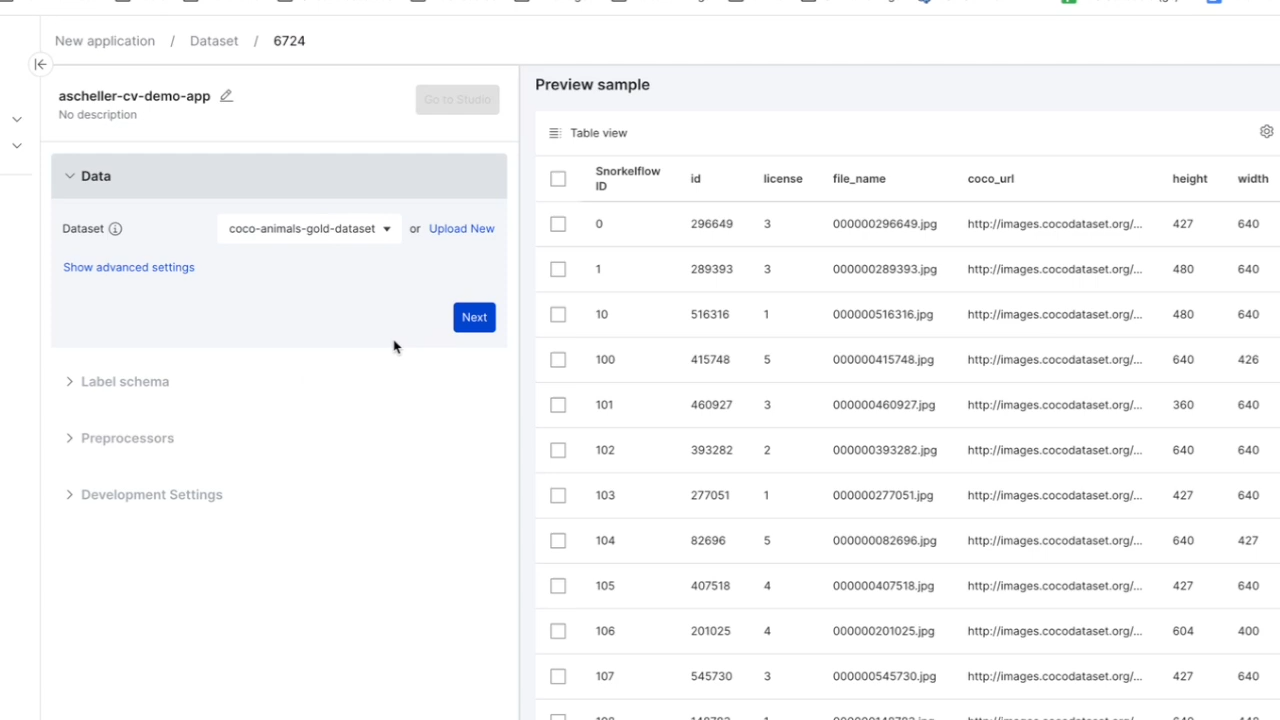 New application / Dataset / 6724
ascheller-cv-demo-app
No description
Go to Studio
Data
Dataset coco-animals-gold-dataset or Upload New
Show advanced settings
Next
Label schema
Preprocessors
Development Settings
Preview sample
Table view
Snorkelflow ID id license file_name coco_url height width
0 296649 3 000000296649.jpg http://images.cocodataset.org/... 427 640
1 289393 3 000000289393.jpg http://images.cocodataset.org/... 480 640
10 516316 1 000000516316.jpg http://images.cocodataset.org/... 480 640
100 415748 5 000000415748.jpg http://images.cocodataset.org/... 640 426
101 460927 3 000000460927.jpg http://images.cocodataset.org/... 360 640
102 393282 2 000000393282.jpg http://images.cocodataset.org/... 640 640
103 277051 1 000000277051.jpg http://images.cocodataset.org/... 427 640
104 82696 5 000000082696.jpg http://images.cocodataset.org/... 640 427
105 407518 4 000000407518.jpg http://images.cocodataset.org/... 427 640
106 201025 4 000000201025.jpg http://images.cocodataset.org/... 604 400
107 545730 3 000000545730.jpg http://images.cocodataset.org/... 427 640